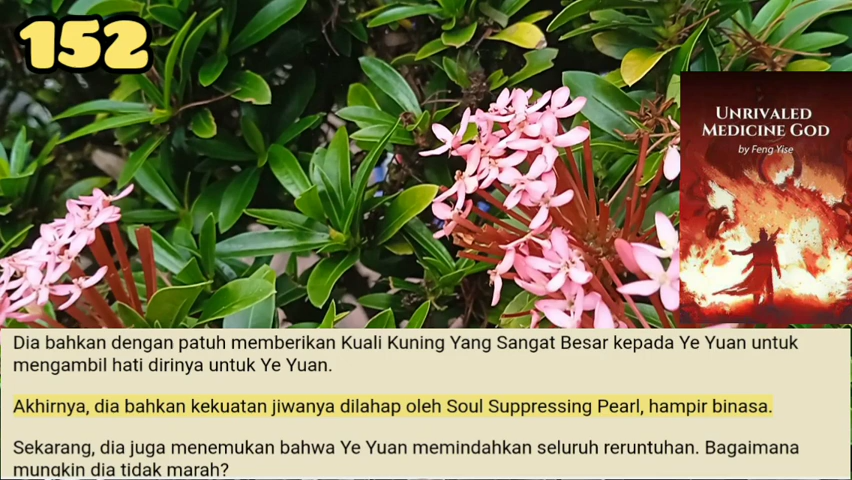 152
UNRIVALED
MEDICINE GOD
by Feng Yise
Dia bahkan dengan patuh memberikan Kuali Kuning Yang Sangat Besar kepada Ye Yuan untuk
mengambil hati dirinya untuk Ye Yuan.
Akhirnya, dia bahkan kekuatan jiwanya dilahap oleh Soul Suppressing Pearl, hampir binasa.
Sekarang, dia juga menemukan bahwa Ye Yuan memindahkan seluruh reruntuhan. Bagaimana
mungkin dia tidak marah?